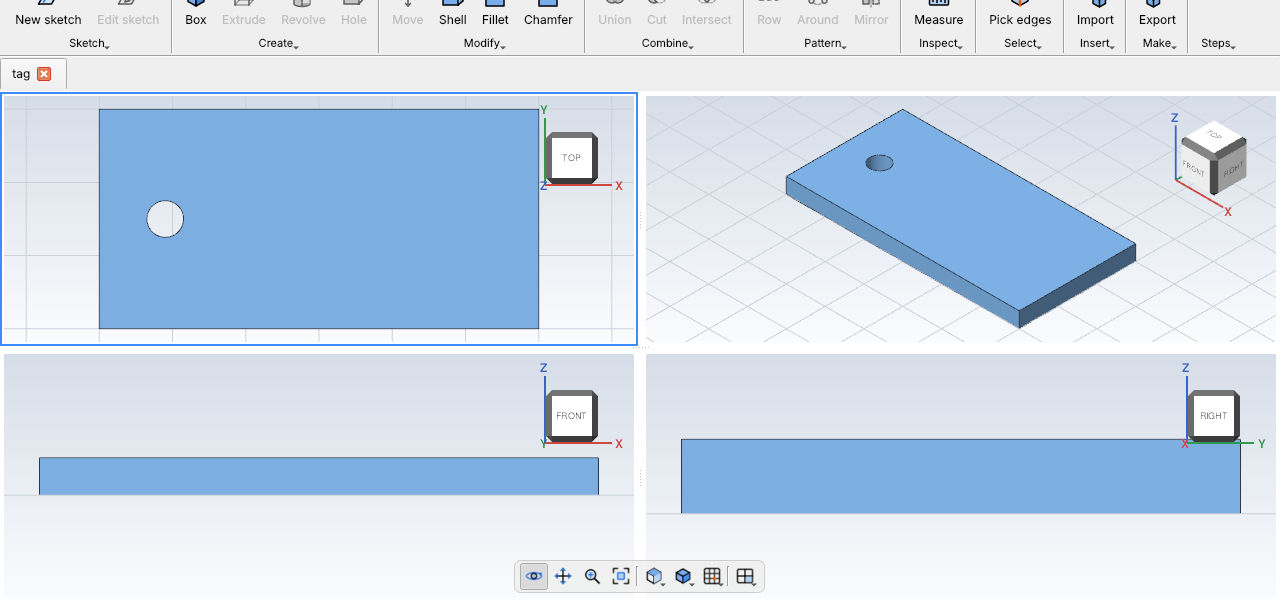 New sketch Edit sketch Box Extrude Revolve Hole Move Shell Fillet Chamfer Union Cut Intersect Row Around Mirror Measure Pick edges Import Export
Sketch Create Modify Combine Pattern Inspect Select Insert Make Steps
tag
Y
TOP
Z X
Z
TOP
FRONT RIGHT
X
Z
FRONT
Y X
Z
RIGHT
X Y